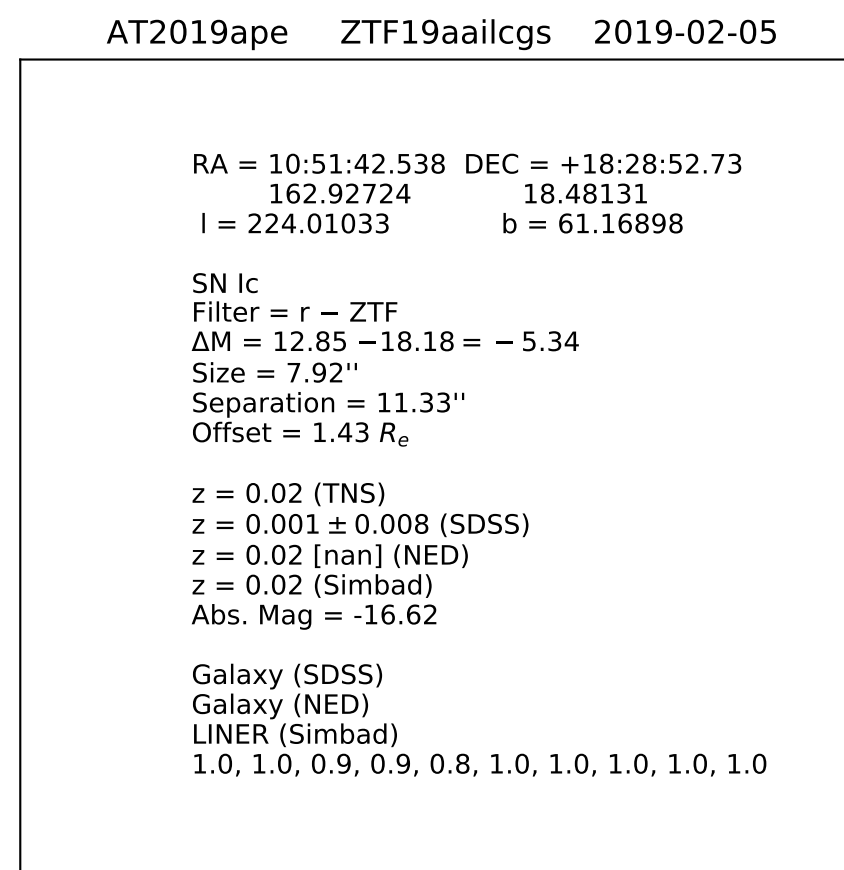 AT2019ape ZTF19aailcgs 2019-02-05
RA = 10:51:42.538 DEC = +18:28:52.73
162.92724 18.48131
l = 224.01033 b = 61.16898
SN Ic
Filter = r − ZTF
ΔM = 12.85 −18.18 = − 5.34
Size = 7.92''
Separation = 11.33''
Offset = 1.43 Re
z = 0.02 (TNS)
z = 0.001 ± 0.008 (SDSS)
z = 0.02 [nan] (NED)
z = 0.02 (Simbad)
Abs. Mag = -16.62
Galaxy (SDSS)
Galaxy (NED)
LINER (Simbad)
1.0, 1.0, 0.9, 0.9, 0.8, 1.0, 1.0, 1.0, 1.0, 1.0